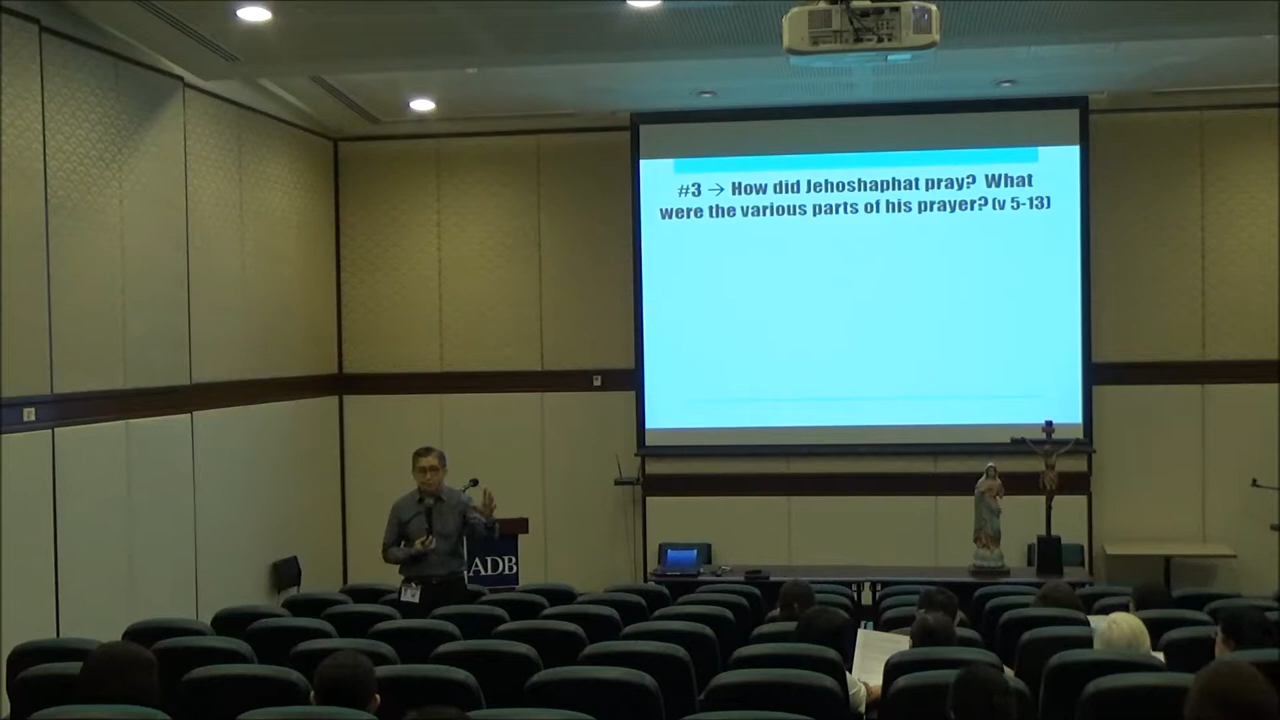 #3 → How did Jehoshaphat pray? What
were the various parts of his prayer? (v 5-13)
ADB